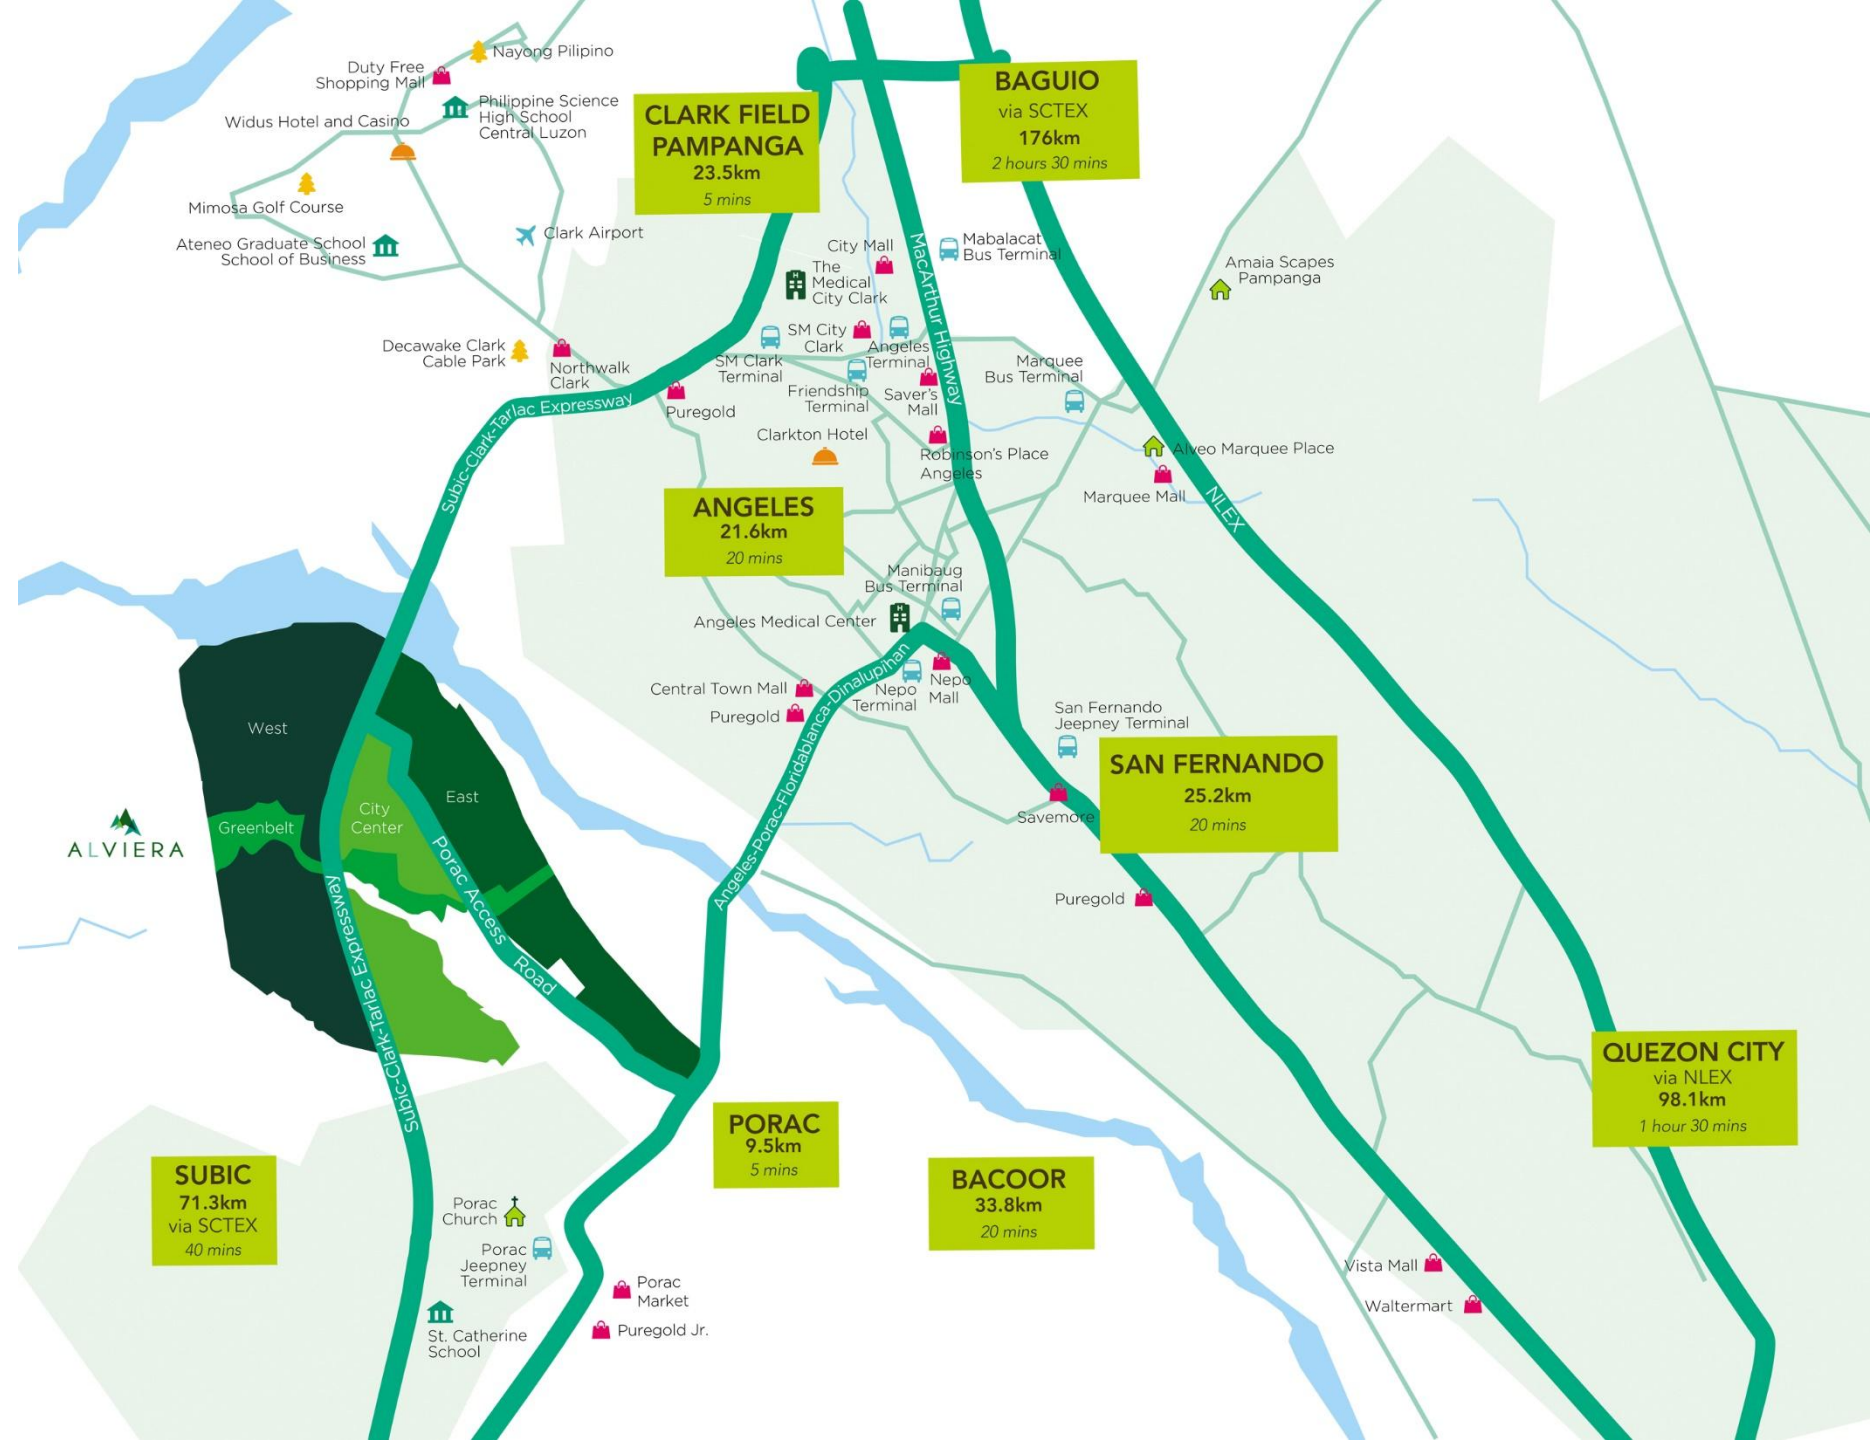 Nayong Pilipino
Duty Free
Shopping Mall
Philippine Science
High School
Central Luzon
Widus Hotel and Casino
Mimosa Golf Course
Ateneo Graduate School
School of Business
Clark Airport
Decawake Clark
Cable Park
Northwalk
Clark
CLARK FIELD
PAMPANGA
23.5km
5 mins
BAGUIO
via SCTEX
176km
2 hours 30 mins
City Mall
The
Medical
City Clark
Mabalacat
Bus Terminal
MacArthur Highway
Amaia Scapes
Pampanga
SM City
Clark
Angeles
Terminal
SM Clark
Terminal
Friendship
Terminal
Saver's
Mall
Marquee
Bus Terminal
Puregold
Subic-Clark-Tarlac Expressway
Clarkton Hotel
Robinson's Place
Angeles
Alveo Marquee Place
Marquee Mall
NLEX
ANGELES
21.6km
20 mins
Manibaug
Bus Terminal
Angeles Medical Center
Central Town Mall
Puregold
Nepo
Terminal
Nepo
Mall
Angeles-Porac-Floridablanca-Dinalupihan
San Fernando
Jeepney Terminal
SAN FERNANDO
25.2km
20 mins
Savemore
Puregold
West
East
City
Center
Greenbelt
ALVIERA
Porac Access
Road
Subic-Clark-Tarlac Expressway
QUEZON CITY
via NLEX
98.1km
1 hour 30 mins
PORAC
9.5km
5 mins
BACOOR
33.8km
20 mins
SUBIC
71.3km
via SCTEX
40 mins
Porac
Church
Porac
Jeepney
Terminal
St. Catherine
School
Porac
Market
Puregold Jr.
Vista Mall
Waltermart